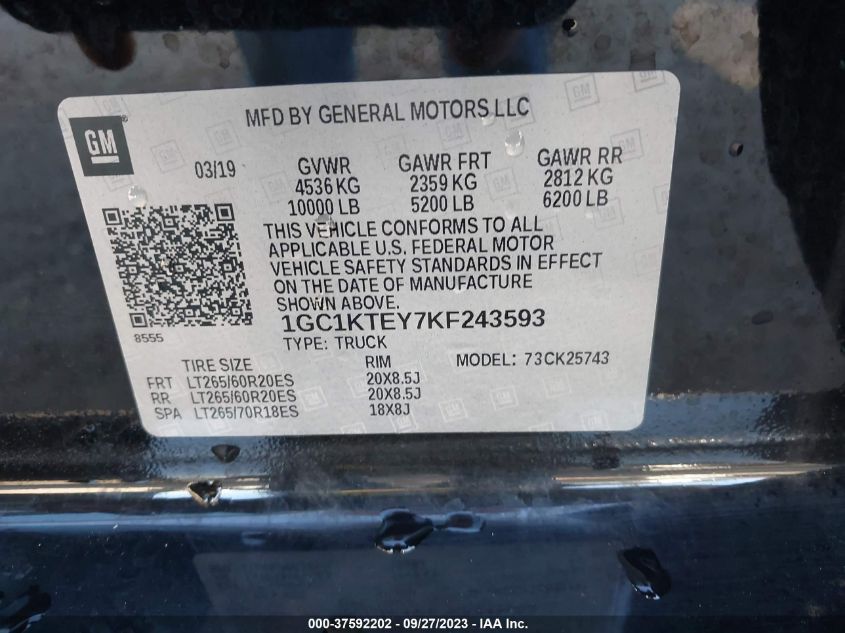 MFD BY GENERAL MOTORS LLC
GM
03/19
GVWR GAWR FRT GAWR RR
4536 KG 2359 KG 2812 KG
10000 LB 5200 LB 6200 LB
THIS VEHICLE CONFORMS TO ALL
APPLICABLE U.S. FEDERAL MOTOR
VEHICLE SAFETY STANDARDS IN EFFECT
ON THE DATE OF MANUFACTURE
SHOWN ABOVE.
8555
1GC1KTEY7KF243593
TYPE: TRUCK
MODEL: 73CK25743
TIRE SIZE RIM
FRT LT265/60R20ES 20X8.5J
RR LT265/60R20ES 20X8.5J
SPA LT265/70R18ES 18X8J
000-37592202 - 09/27/2023 - IAA Inc.